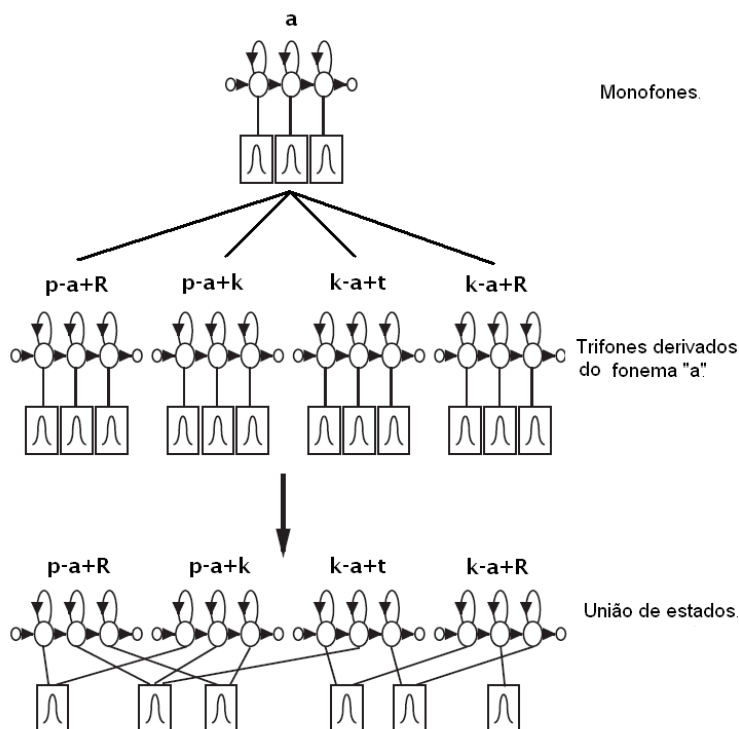 a
Monofones.
p-a+R p-a+k k-a+t k-a+R
Trifones derivados
do fonema "a".
p-a+R p-a+k k-a+t k-a+R
União de estados.